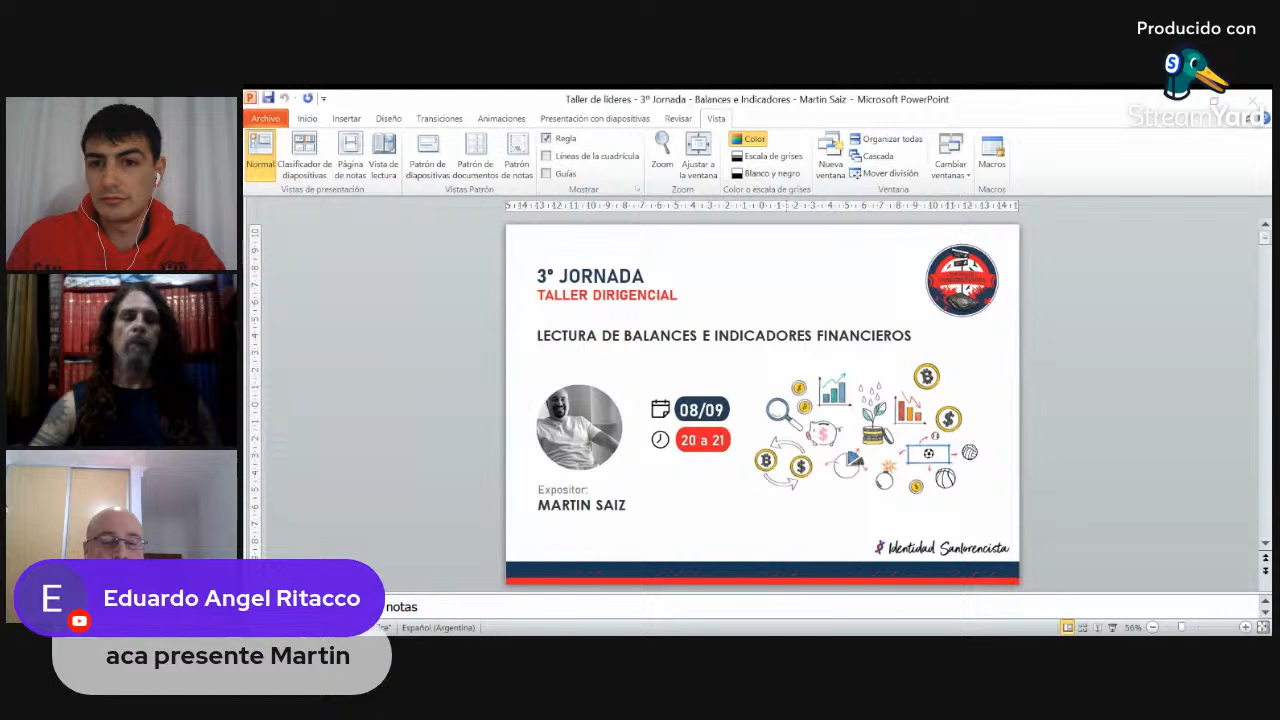 Producido con
StreamYard
Taller de lideres - 3º Jornada - Balances e Indicadores - Martin Saiz - Microsoft PowerPoint
Archivo Inicio Insertar Diseño Transiciones Animaciones Presentación con diapositivas Revisar Vista
Normal Clasificador de diapositivas Página de notas Vista de lectura
Vistas de presentación
Patrón de diapositivas Patrón de documentos Patrón de notas
Vistas Patrón
Regla
Líneas de la cuadrícula
Guías
Mostrar
Zoom Ajustar a la ventana
Zoom
Color
Escala de grises
Blanco y negro
Color o escala de grises
Nueva ventana
Organizar todas
Cascada
Mover división
Cambiar ventanas
Ventana
Macros
Macros
3º JORNADA
TALLER DIRIGENCIAL
LECTURA DE BALANCES E INDICADORES FINANCIEROS
08/09
20 a 21
Expositor:
MARTIN SAIZ
Identidad Sanlorencista
notas
Español (Argentina)
56%
E
Eduardo Angel Ritacco
aca presente Martin